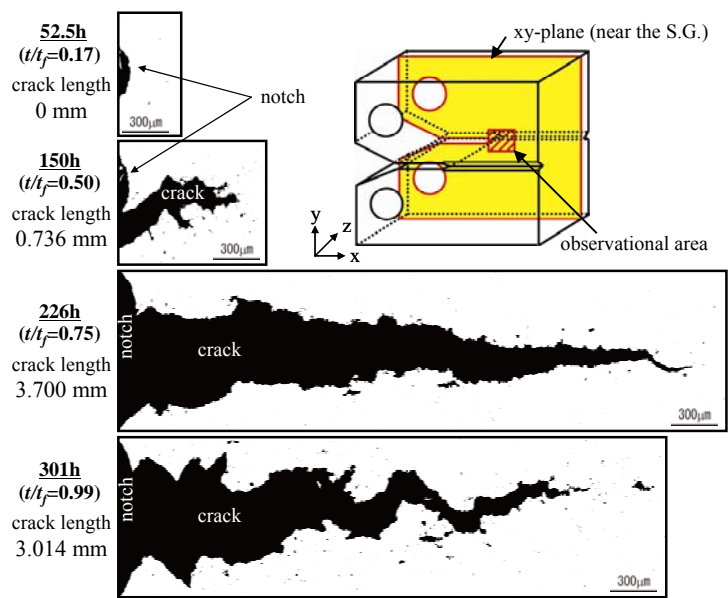 52.5h
(t/tf=0.17)
crack length
0 mm
300μm
notch
150h
(t/tf=0.50)
crack length
0.736 mm
crack
300μm
xy-plane (near the S.G.)
y
z
x
observational area
226h
(t/tf=0.75)
crack length
3.700 mm
notch
crack
300μm
301h
(t/tf=0.99)
crack length
3.014 mm
notch
crack
300μm